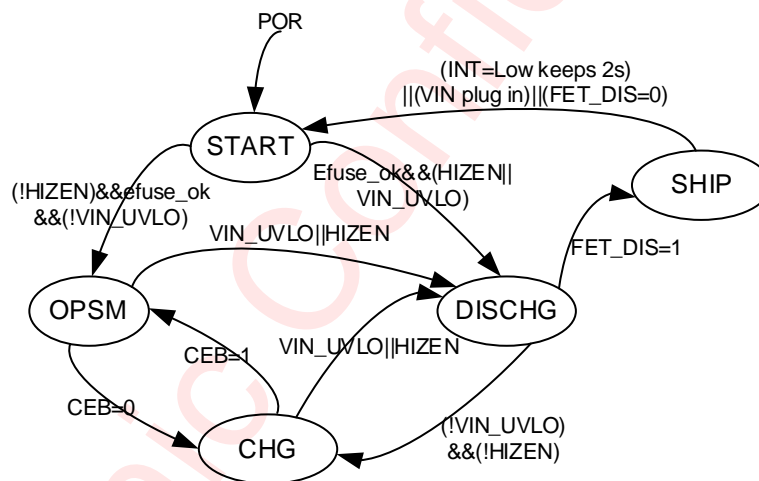 POR
(INT=Low keeps 2s)
||(VIN plug in)||(FET_DIS=0)
START
Efuse_ok&&(HIZEN||
VIN_UVLO)
SHIP
(!HIZEN)&&efuse_ok
&&(!VIN_UVLO)
VIN_UVLO||HIZEN
FET_DIS=1
OPSM
DISCHG
CEB=1
VIN_UVLO||HIZEN
CEB=0
CHG
(!VIN_UVLO)
&&(!HIZEN)